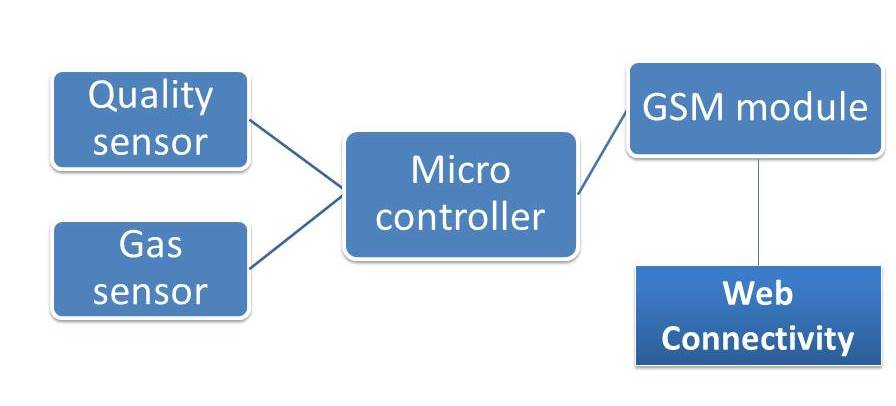 Quality
sensor
Gas
sensor
Micro
controller
GSM module
Web
Connectivity